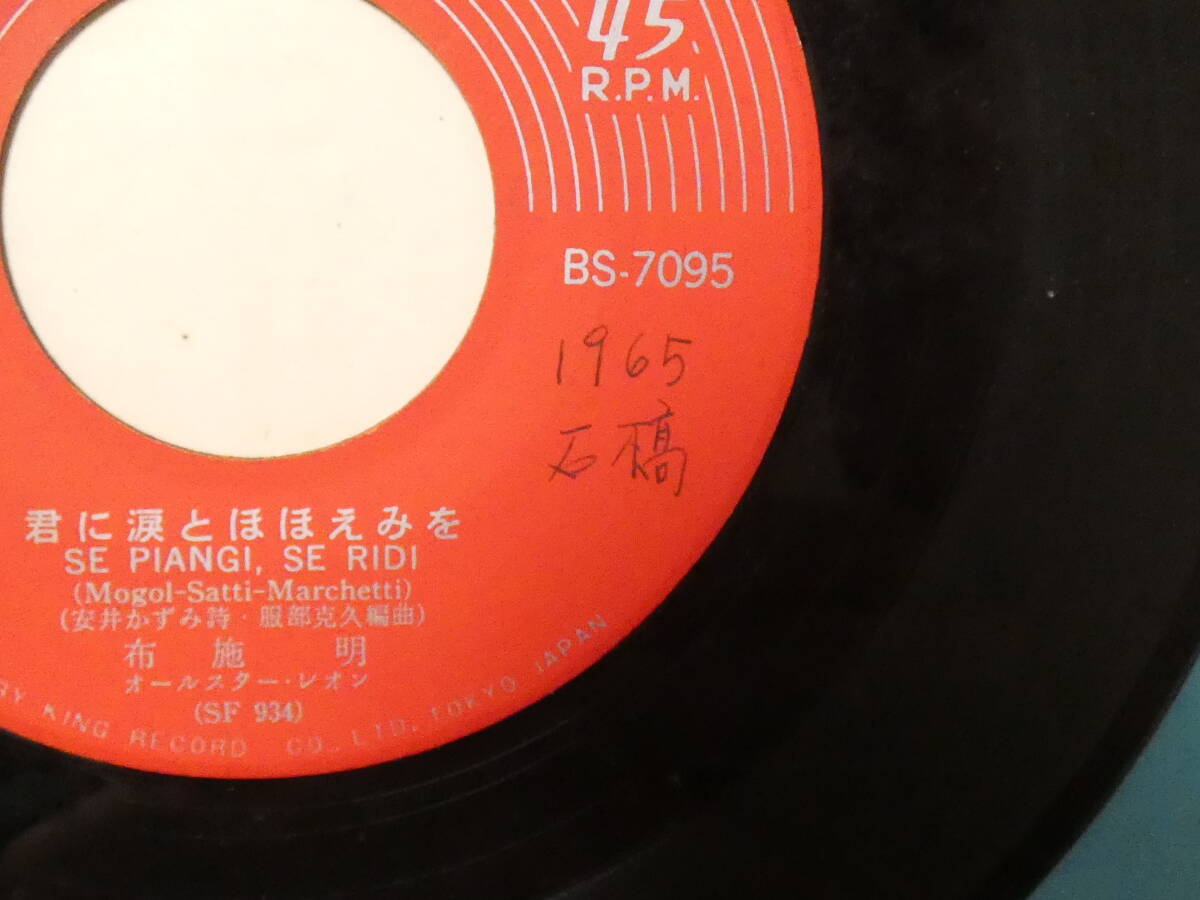 45
R.P.M.
BS-7095
1965
石橋
君に涙とほほえみを
SE PIANGI, SE RIDI
(Mogol-Satti-Marchetti)
(安井かずみ詩・服部克久編曲)
布施 明
オールスター・レオン
(SF 934)
KING RECORD CO., LTD. TOKYO JAPAN